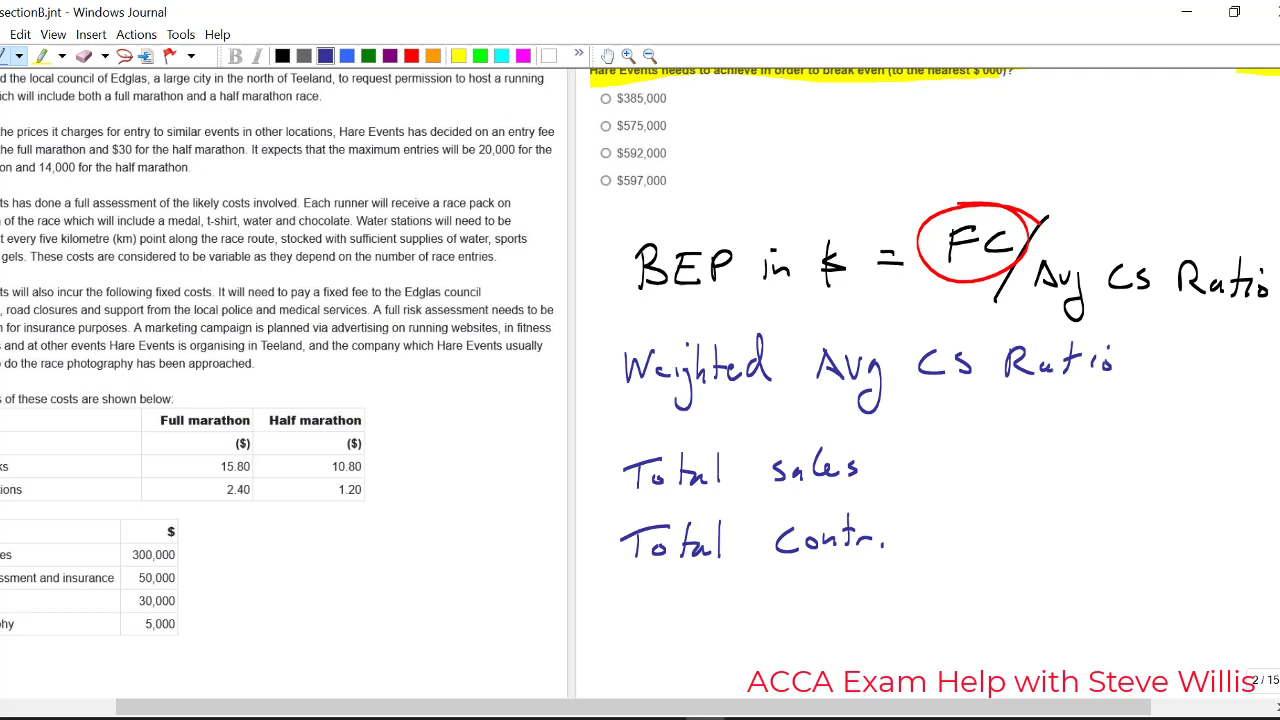 sectionB.jnt - Windows Journal
Edit View Insert Actions Tools Help
d the local council of Edglas, a large city in the north of Teeland, to request permission to host a running
ich will include both a full marathon and a half marathon race.
the prices it charges for entry to similar events in other locations, Hare Events has decided on an entry fee
the full marathon and $30 for the half marathon. It expects that the maximum entries will be 20,000 for the
on and 14,000 for the half marathon.
ts has done a full assessment of the likely costs involved. Each runner will receive a race pack on
of the race which will include a medal, t-shirt, water and chocolate. Water stations will need to be
t every five kilometre (km) point along the race route, stocked with sufficient supplies of water, sports
gels. These costs are considered to be variable as they depend on the number of race entries.
ts will also incur the following fixed costs. It will need to pay a fixed fee to the Edglas council
, road closures and support from the local police and medical services. A full risk assessment needs to be
n for insurance purposes. A marketing campaign is planned via advertising on running websites, in fitness
s and at other events Hare Events is organising in Teeland, and the company which Hare Events usually
o do the race photography has been approached.
s of these costs are shown below:
Full marathon Half marathon
($) ($)
ks 15.80 10.80
ions 2.40 1.20
$
es 300,000
ssment and insurance 50,000
30,000
phy 5,000
Hare Events needs to achieve in order to break even (to the nearest $'000)?
$385,000
$575,000
$592,000
$597,000
BEP in $ = FC / Avg CS Ratio
Weighted Avg CS Ratio
Total sales
Total Contr.
ACCA Exam Help with Steve Willis
2 / 15